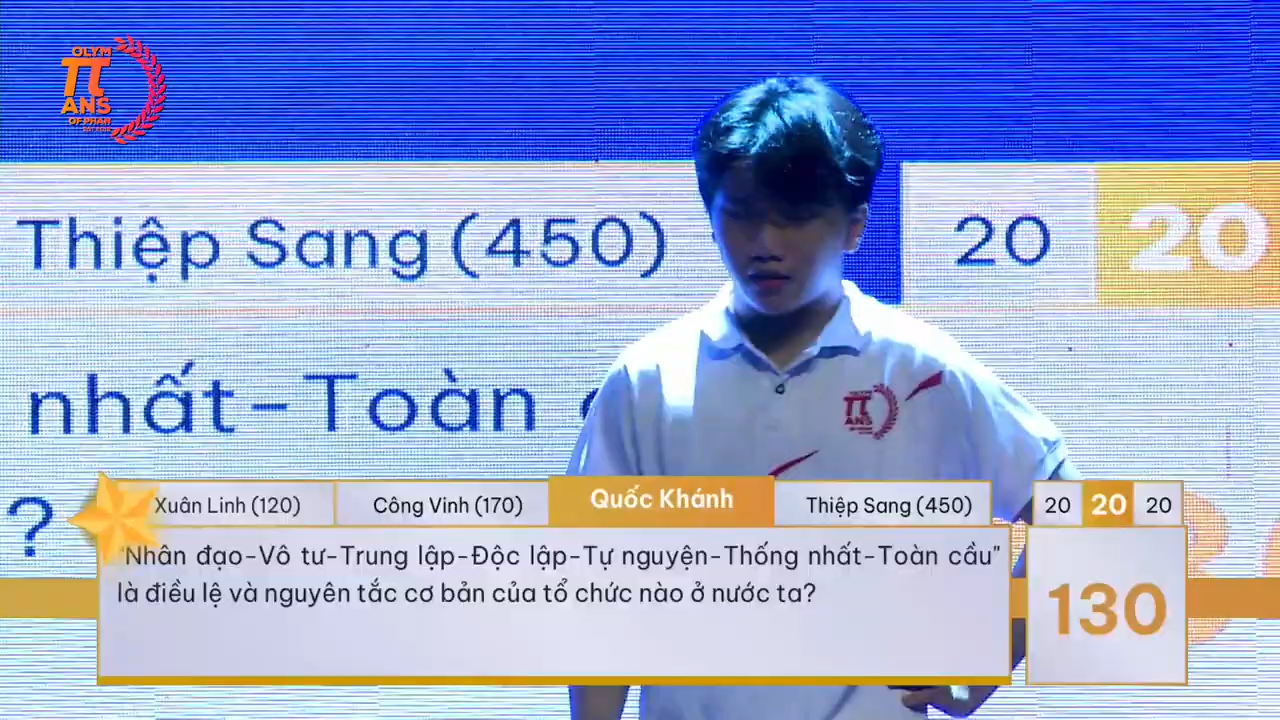 OLYM
π
ANS
OF PHAN
Thiệp Sang (450)
20
20
nhất-Toàn
?
Xuân Linh (120)
Công Vinh (170)
Quốc Khánh
Thiệp Sang (450)
20
20
20
"Nhân đạo-Vô tư-Trung lập-Độc lập-Tự nguyện-Thống nhất-Toàn cầu"
là điều lệ và nguyên tắc cơ bản của tổ chức nào ở nước ta?
130